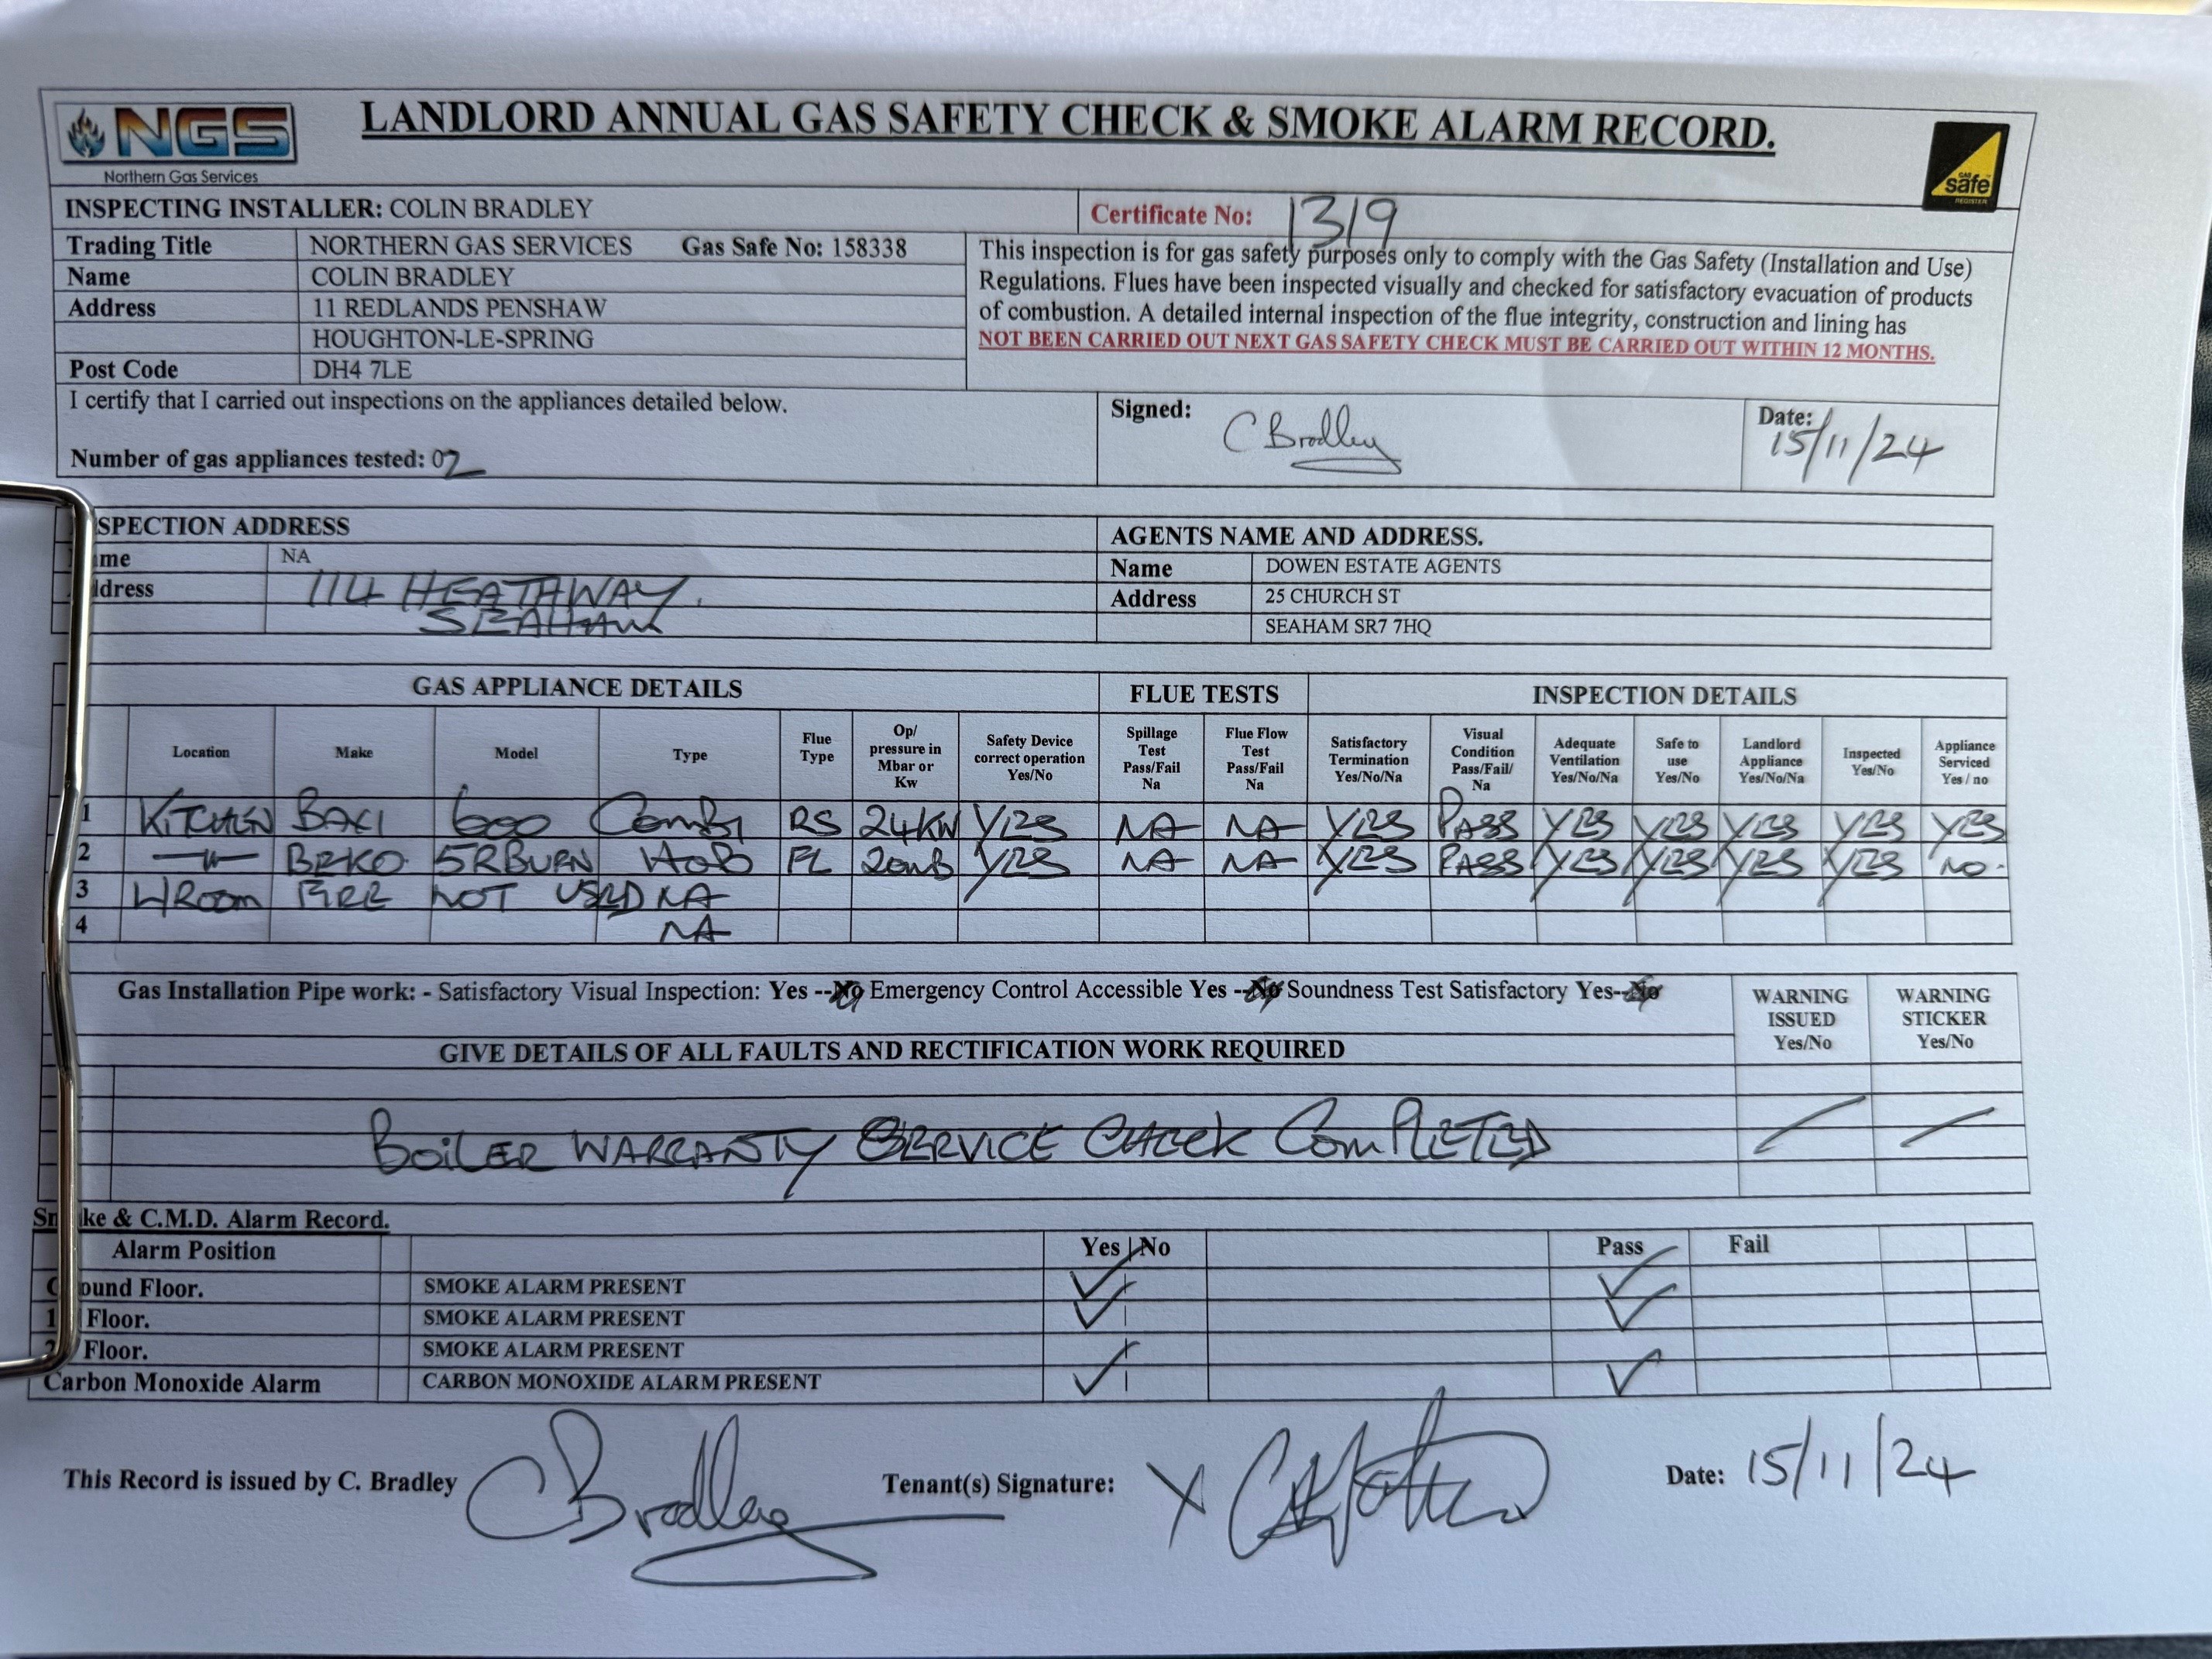 NGS
Northern Gas Services
LANDLORD ANNUAL GAS SAFETY CHECK & SMOKE ALARM RECORD.
GAS safe REGISTER
INSPECTING INSTALLER: COLIN BRADLEY
Certificate No: 1319
Trading Title NORTHERN GAS SERVICES Gas Safe No: 158338
Name COLIN BRADLEY
Address 11 REDLANDS PENSHAW
HOUGHTON-LE-SPRING
Post Code DH4 7LE
This inspection is for gas safety purposes only to comply with the Gas Safety (Installation and Use)
Regulations. Flues have been inspected visually and checked for satisfactory evacuation of products
of combustion. A detailed internal inspection of the flue integrity, construction and lining has
NOT BEEN CARRIED OUT NEXT GAS SAFETY CHECK MUST BE CARRIED OUT WITHIN 12 MONTHS.
I certify that I carried out inspections on the appliances detailed below.
Number of gas appliances tested: 02
Signed: C Bradley
Date: 15/11/24
SPECTION ADDRESS
me NA
ddress 114 HEATHWAY.
SEAHAM
AGENTS NAME AND ADDRESS.
Name DOWEN ESTATE AGENTS
Address 25 CHURCH ST
SEAHAM SR7 7HQ
GAS APPLIANCE DETAILS FLUE TESTS INSPECTION DETAILS
Location Make Model Type Flue Type Op/ pressure in Mbar or Kw Safety Device correct operation Yes/No Spillage Test Pass/Fail Na Flue Flow Test Pass/Fail Na Satisfactory Termination Yes/No/Na Visual Condition Pass/Fail/ Na Adequate Ventilation Yes/No/Na Safe to use Yes/No Landlord Appliance Yes/No/Na Inspected Yes/No Appliance Serviced Yes / no
1 KITCHEN BAXI 600 Combi RS 24KW YES NA NA YES PASS YES YES YES YES YES
2 —"— BEKO 5RBURN HOB FL 20mB YES NA NA YES PASS YES YES YES YES NO.
3 L/Room FIRE NOT USED NA
4 NA
Gas Installation Pipe work: - Satisfactory Visual Inspection: Yes --No Emergency Control Accessible Yes --No Soundness Test Satisfactory Yes--No
WARNING ISSUED Yes/No
WARNING STICKER Yes/No
GIVE DETAILS OF ALL FAULTS AND RECTIFICATION WORK REQUIRED
BOILER WARRANTY SERVICE CHECK COMPLETED
Sm ke & C.M.D. Alarm Record.
Alarm Position Yes No Pass Fail
ound Floor. SMOKE ALARM PRESENT
1 Floor. SMOKE ALARM PRESENT
2 Floor. SMOKE ALARM PRESENT
Carbon Monoxide Alarm CARBON MONOXIDE ALARM PRESENT
This Record is issued by C. Bradley CBradley Tenant(s) Signature: X Date: 15/11/24